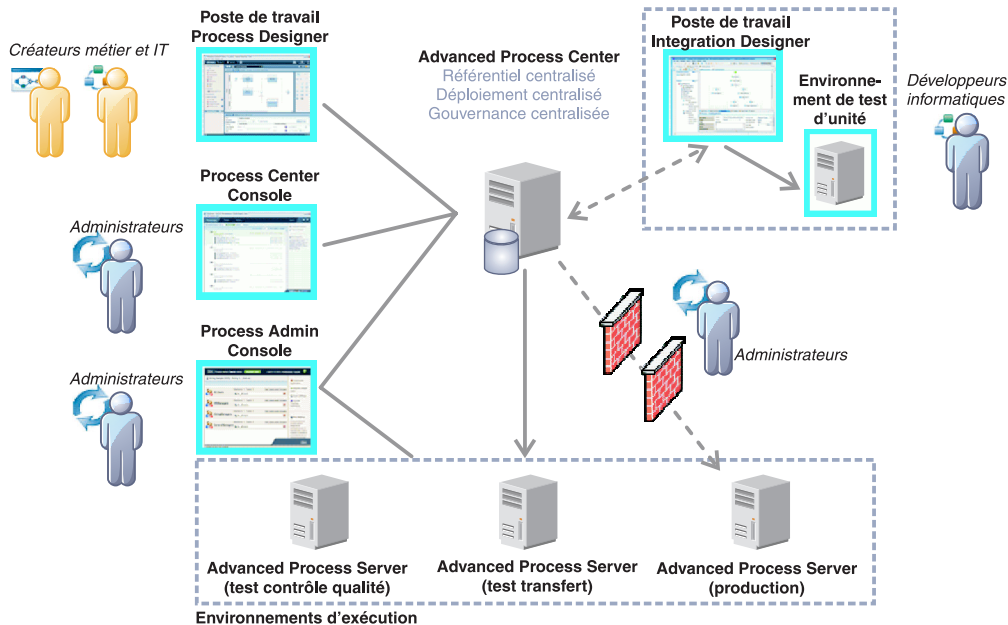 Créateurs métier et IT
Poste de travail
Process Designer
Advanced Process Center
Référentiel centralisé
Déploiement centralisé
Gouvernance centralisée
Poste de travail
Integration Designer
Environne-
ment de test
d'unité
Développeurs
informatiques
Process Center
Console
Administrateurs
Process Admin
Console
Administrateurs
Administrateurs
Advanced Process Server
(test contrôle qualité)
Advanced Process Server
(test transfert)
Advanced Process Server
(production)
Environnements d'exécution